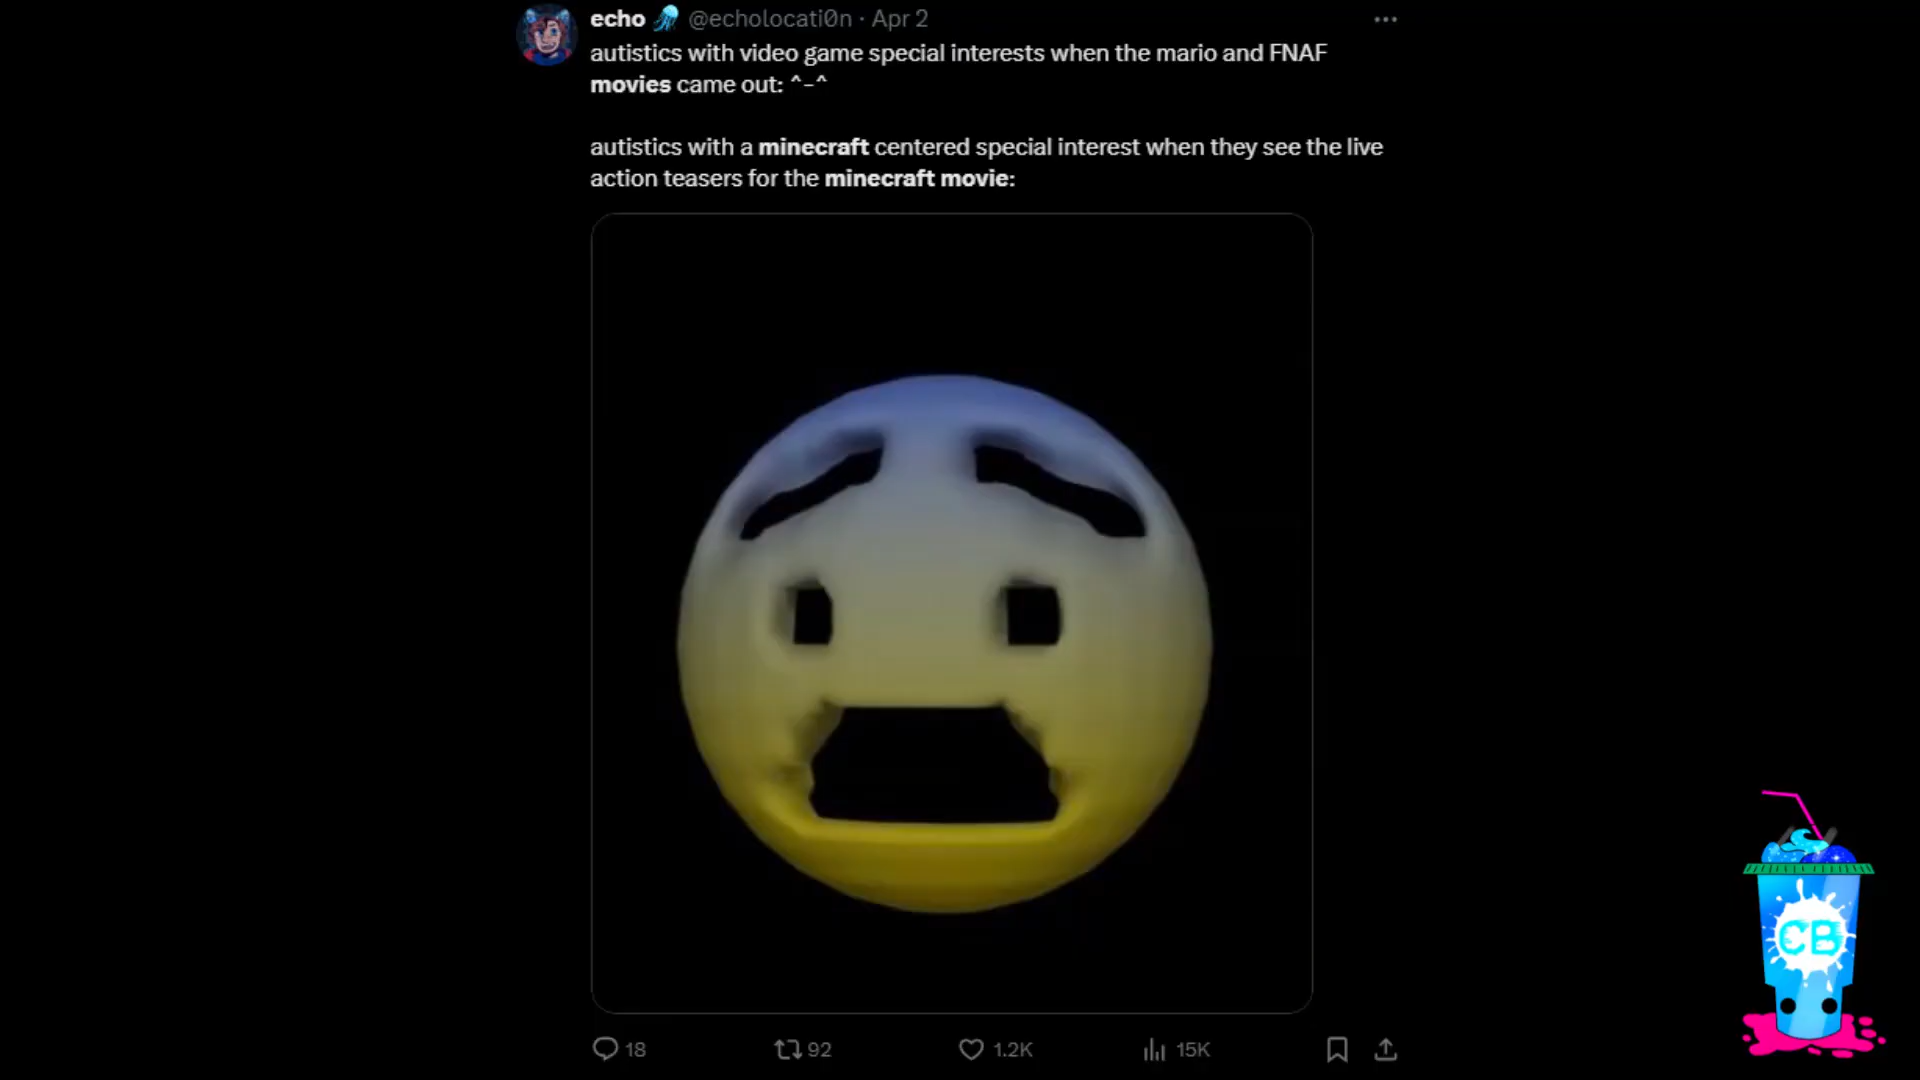 echo @echolocati0n · Apr 2
autistics with video game special interests when the mario and FNAF
movies came out: ^-^
autistics with a minecraft centered special interest when they see the live
action teasers for the minecraft movie:
18 92 1.2K 15K
CB